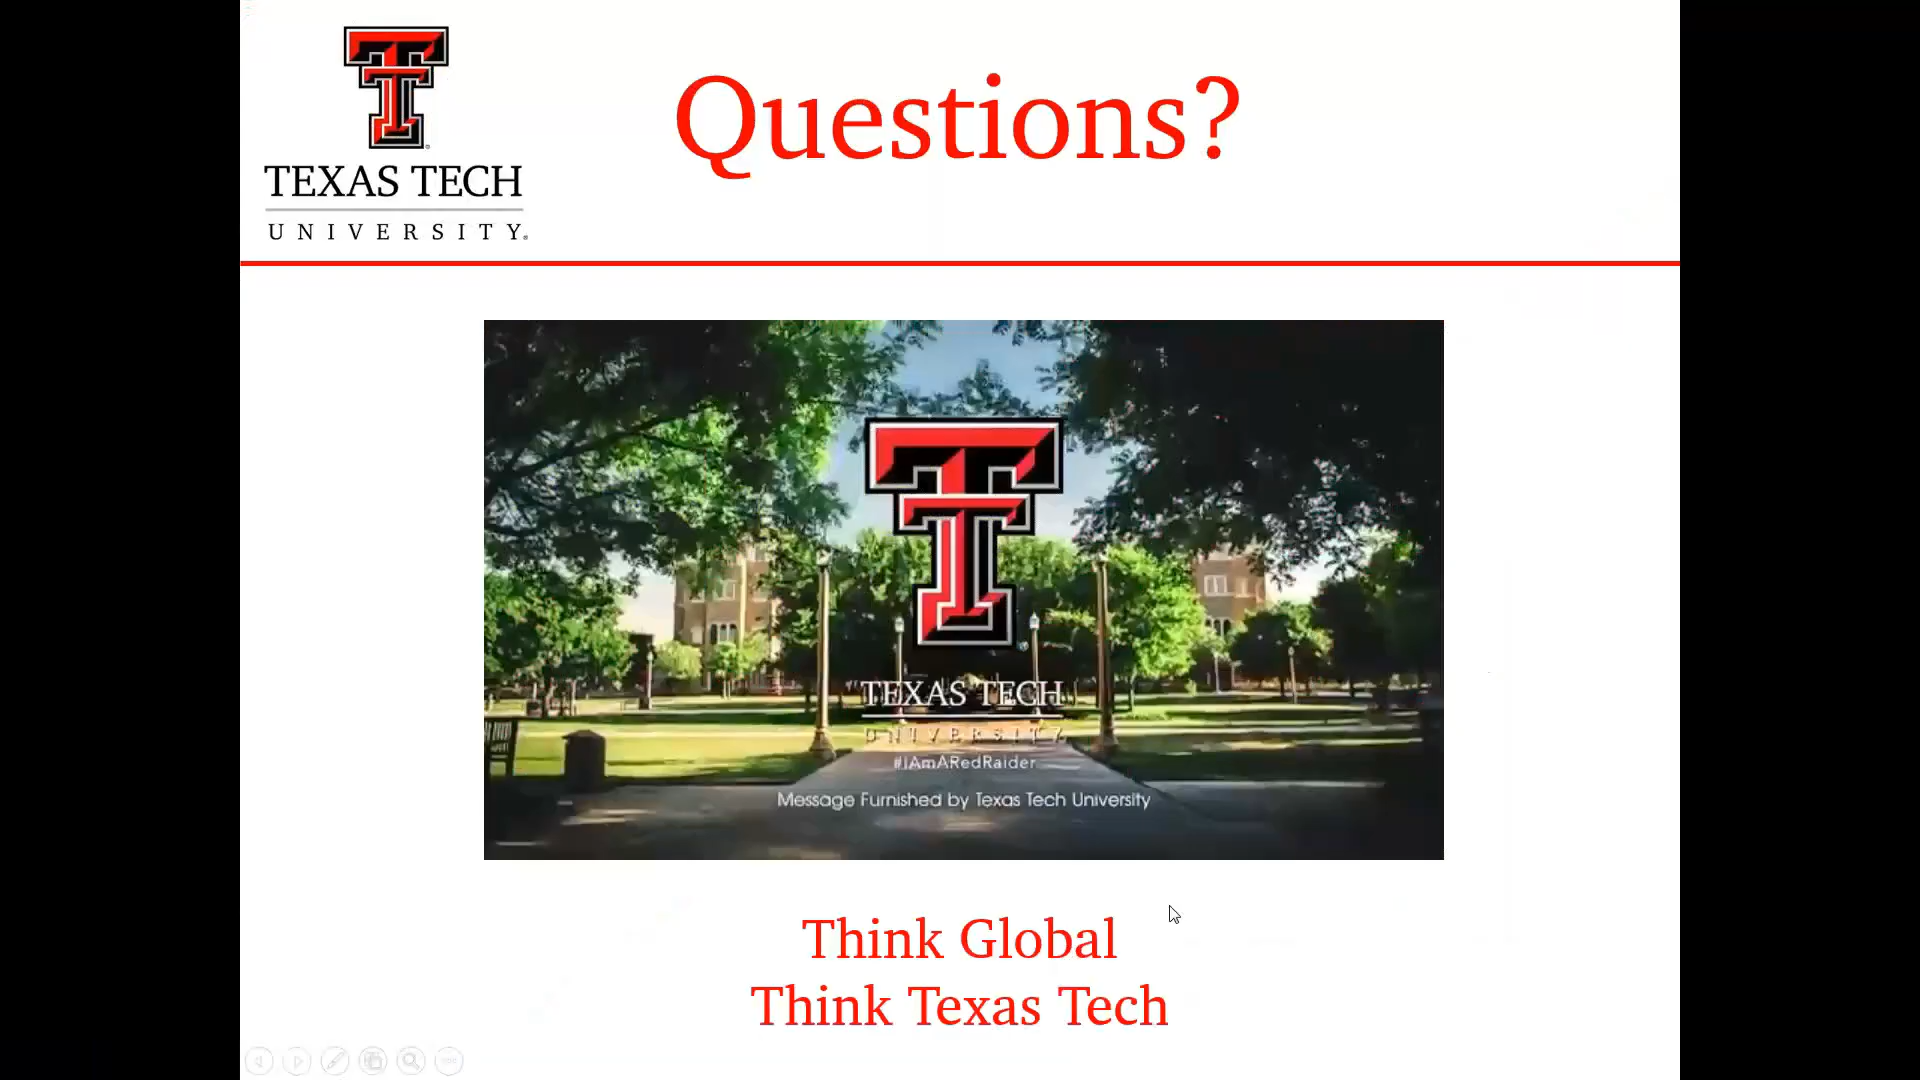 TEXAS TECH
UNIVERSITY®
Questions?
TEXAS TECH
UNIVERSITY
#IAmARedRaider
Message Furnished by Texas Tech University
Think Global
Think Texas Tech